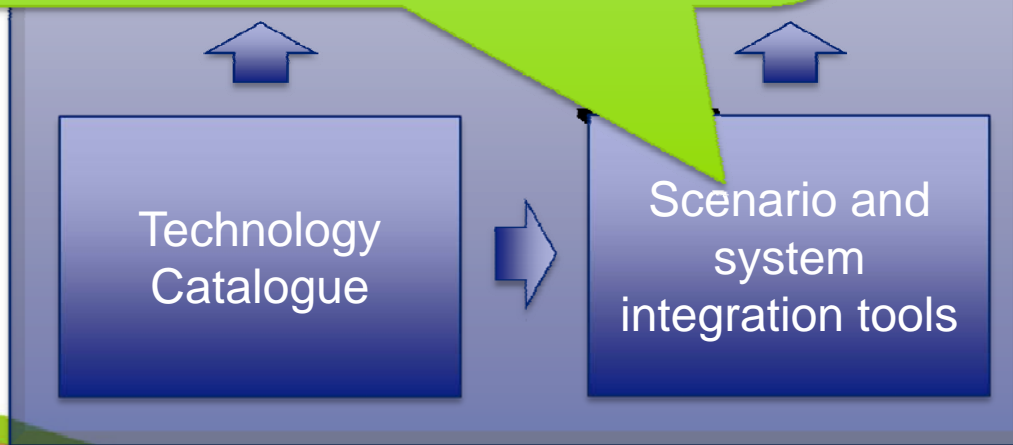 Technology
Catalogue
Scenario and
system
integration tools